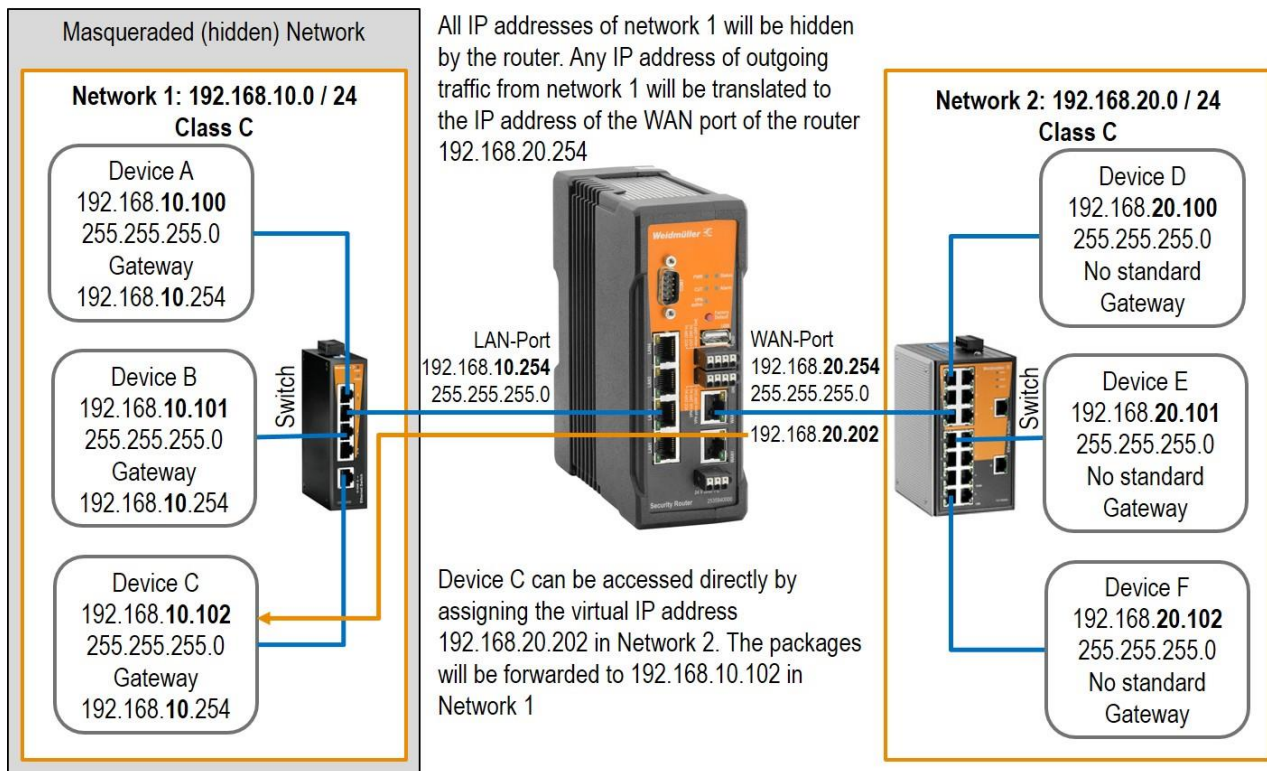 Masqueraded (hidden) Network
Network 1: 192.168.10.0 / 24
Class C
Device A
192.168.10.100
255.255.255.0
Gateway
192.168.10.254
Device B
192.168.10.101
255.255.255.0
Gateway
192.168.10.254
Device C
192.168.10.102
255.255.255.0
Gateway
192.168.10.254
Switch
All IP addresses of network 1 will be hidden
by the router. Any IP address of outgoing
traffic from network 1 will be translated to
the IP address of the WAN port of the router
192.168.20.254
LAN-Port
192.168.10.254
255.255.255.0
Weidmüller
Security Router
WAN-Port
192.168.20.254
255.255.255.0
192.168.20.202
Device C can be accessed directly by
assigning the virtual IP address
192.168.20.202 in Network 2. The packages
will be forwarded to 192.168.10.102 in
Network 1
Network 2: 192.168.20.0 / 24
Class C
Switch
Device D
192.168.20.100
255.255.255.0
No standard
Gateway
Device E
192.168.20.101
255.255.255.0
No standard
Gateway
Device F
192.168.20.102
255.255.255.0
No standard
Gateway